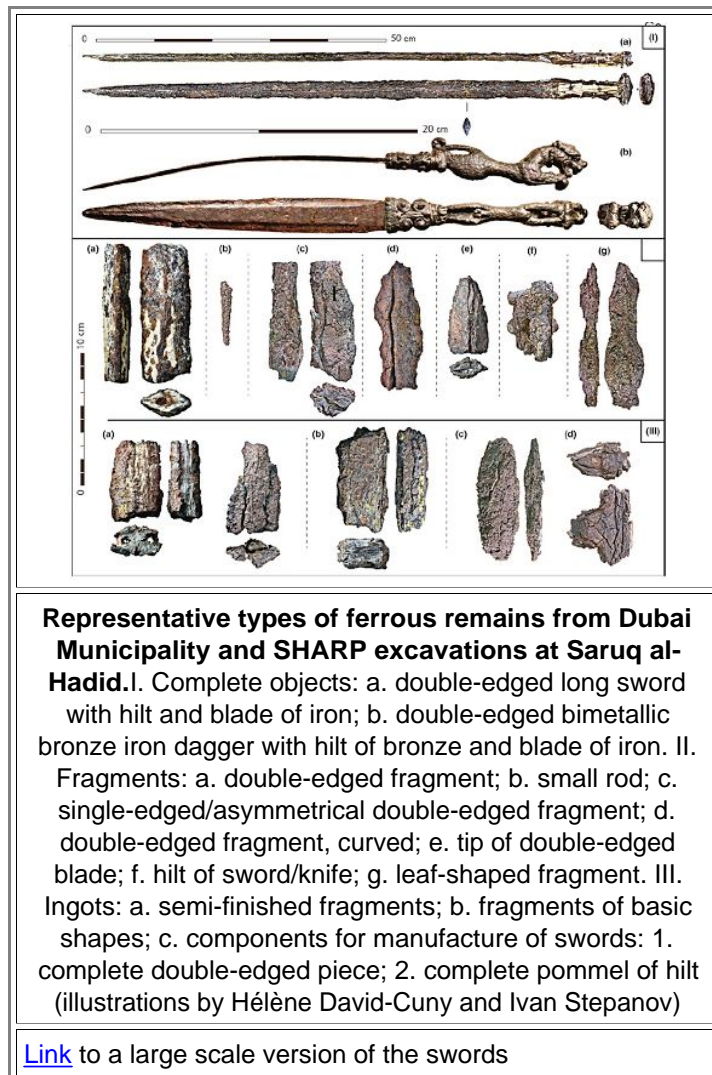 0 50 cm (a) (I)
0 20 cm
(b)
(a) (b) (c) (d) (e) (f) (g)
10 cm
(III)
(a) (b) (c) (d)
0
Representative types of ferrous remains from Dubai
Municipality and SHARP excavations at Saruq al-
Hadid.I. Complete objects: a. double-edged long sword
with hilt and blade of iron; b. double-edged bimetallic
bronze iron dagger with hilt of bronze and blade of iron. II.
Fragments: a. double-edged fragment; b. small rod; c.
single-edged/asymmetrical double-edged fragment; d.
double-edged fragment, curved; e. tip of double-edged
blade; f. hilt of sword/knife; g. leaf-shaped fragment. III.
Ingots: a. semi-finished fragments; b. fragments of basic
shapes; c. components for manufacture of swords: 1.
complete double-edged piece; 2. complete pommel of hilt
(illustrations by Hélène David-Cuny and Ivan Stepanov)
Link to a large scale version of the swords